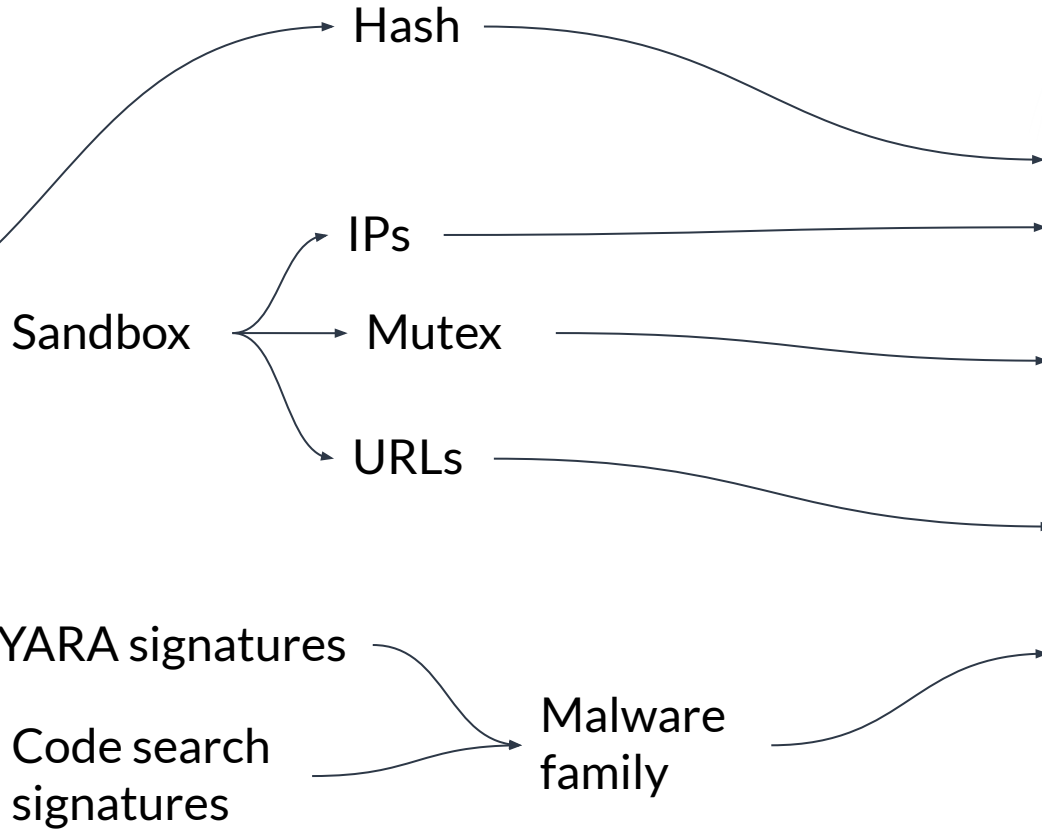 Hash
IPs
Sandbox
Mutex
URLs
YARA signatures
Malware
family
Code search
signatures